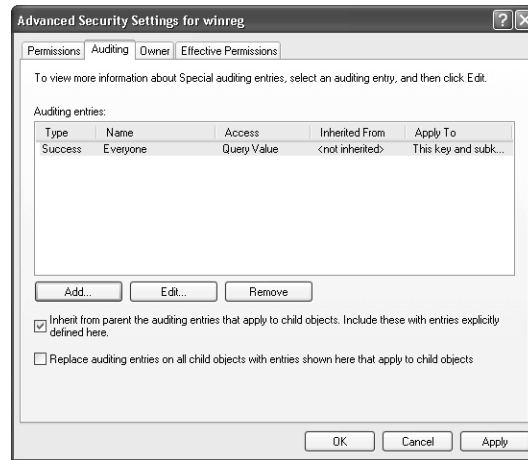 Advanced Security Settings for winreg
Permissions Auditing Owner Effective Permissions
To view more information about Special auditing entries, select an auditing entry, and then click Edit.
Auditing entries:
Type Name Access Inherited From Apply To
Success Everyone Query Value <not inherited> This key and subk...
Add... Edit... Remove
Inherit from parent the auditing entries that apply to child objects. Include these with entries explicitly
defined here.
Replace auditing entries on all child objects with entries shown here that apply to child objects
OK Cancel Apply